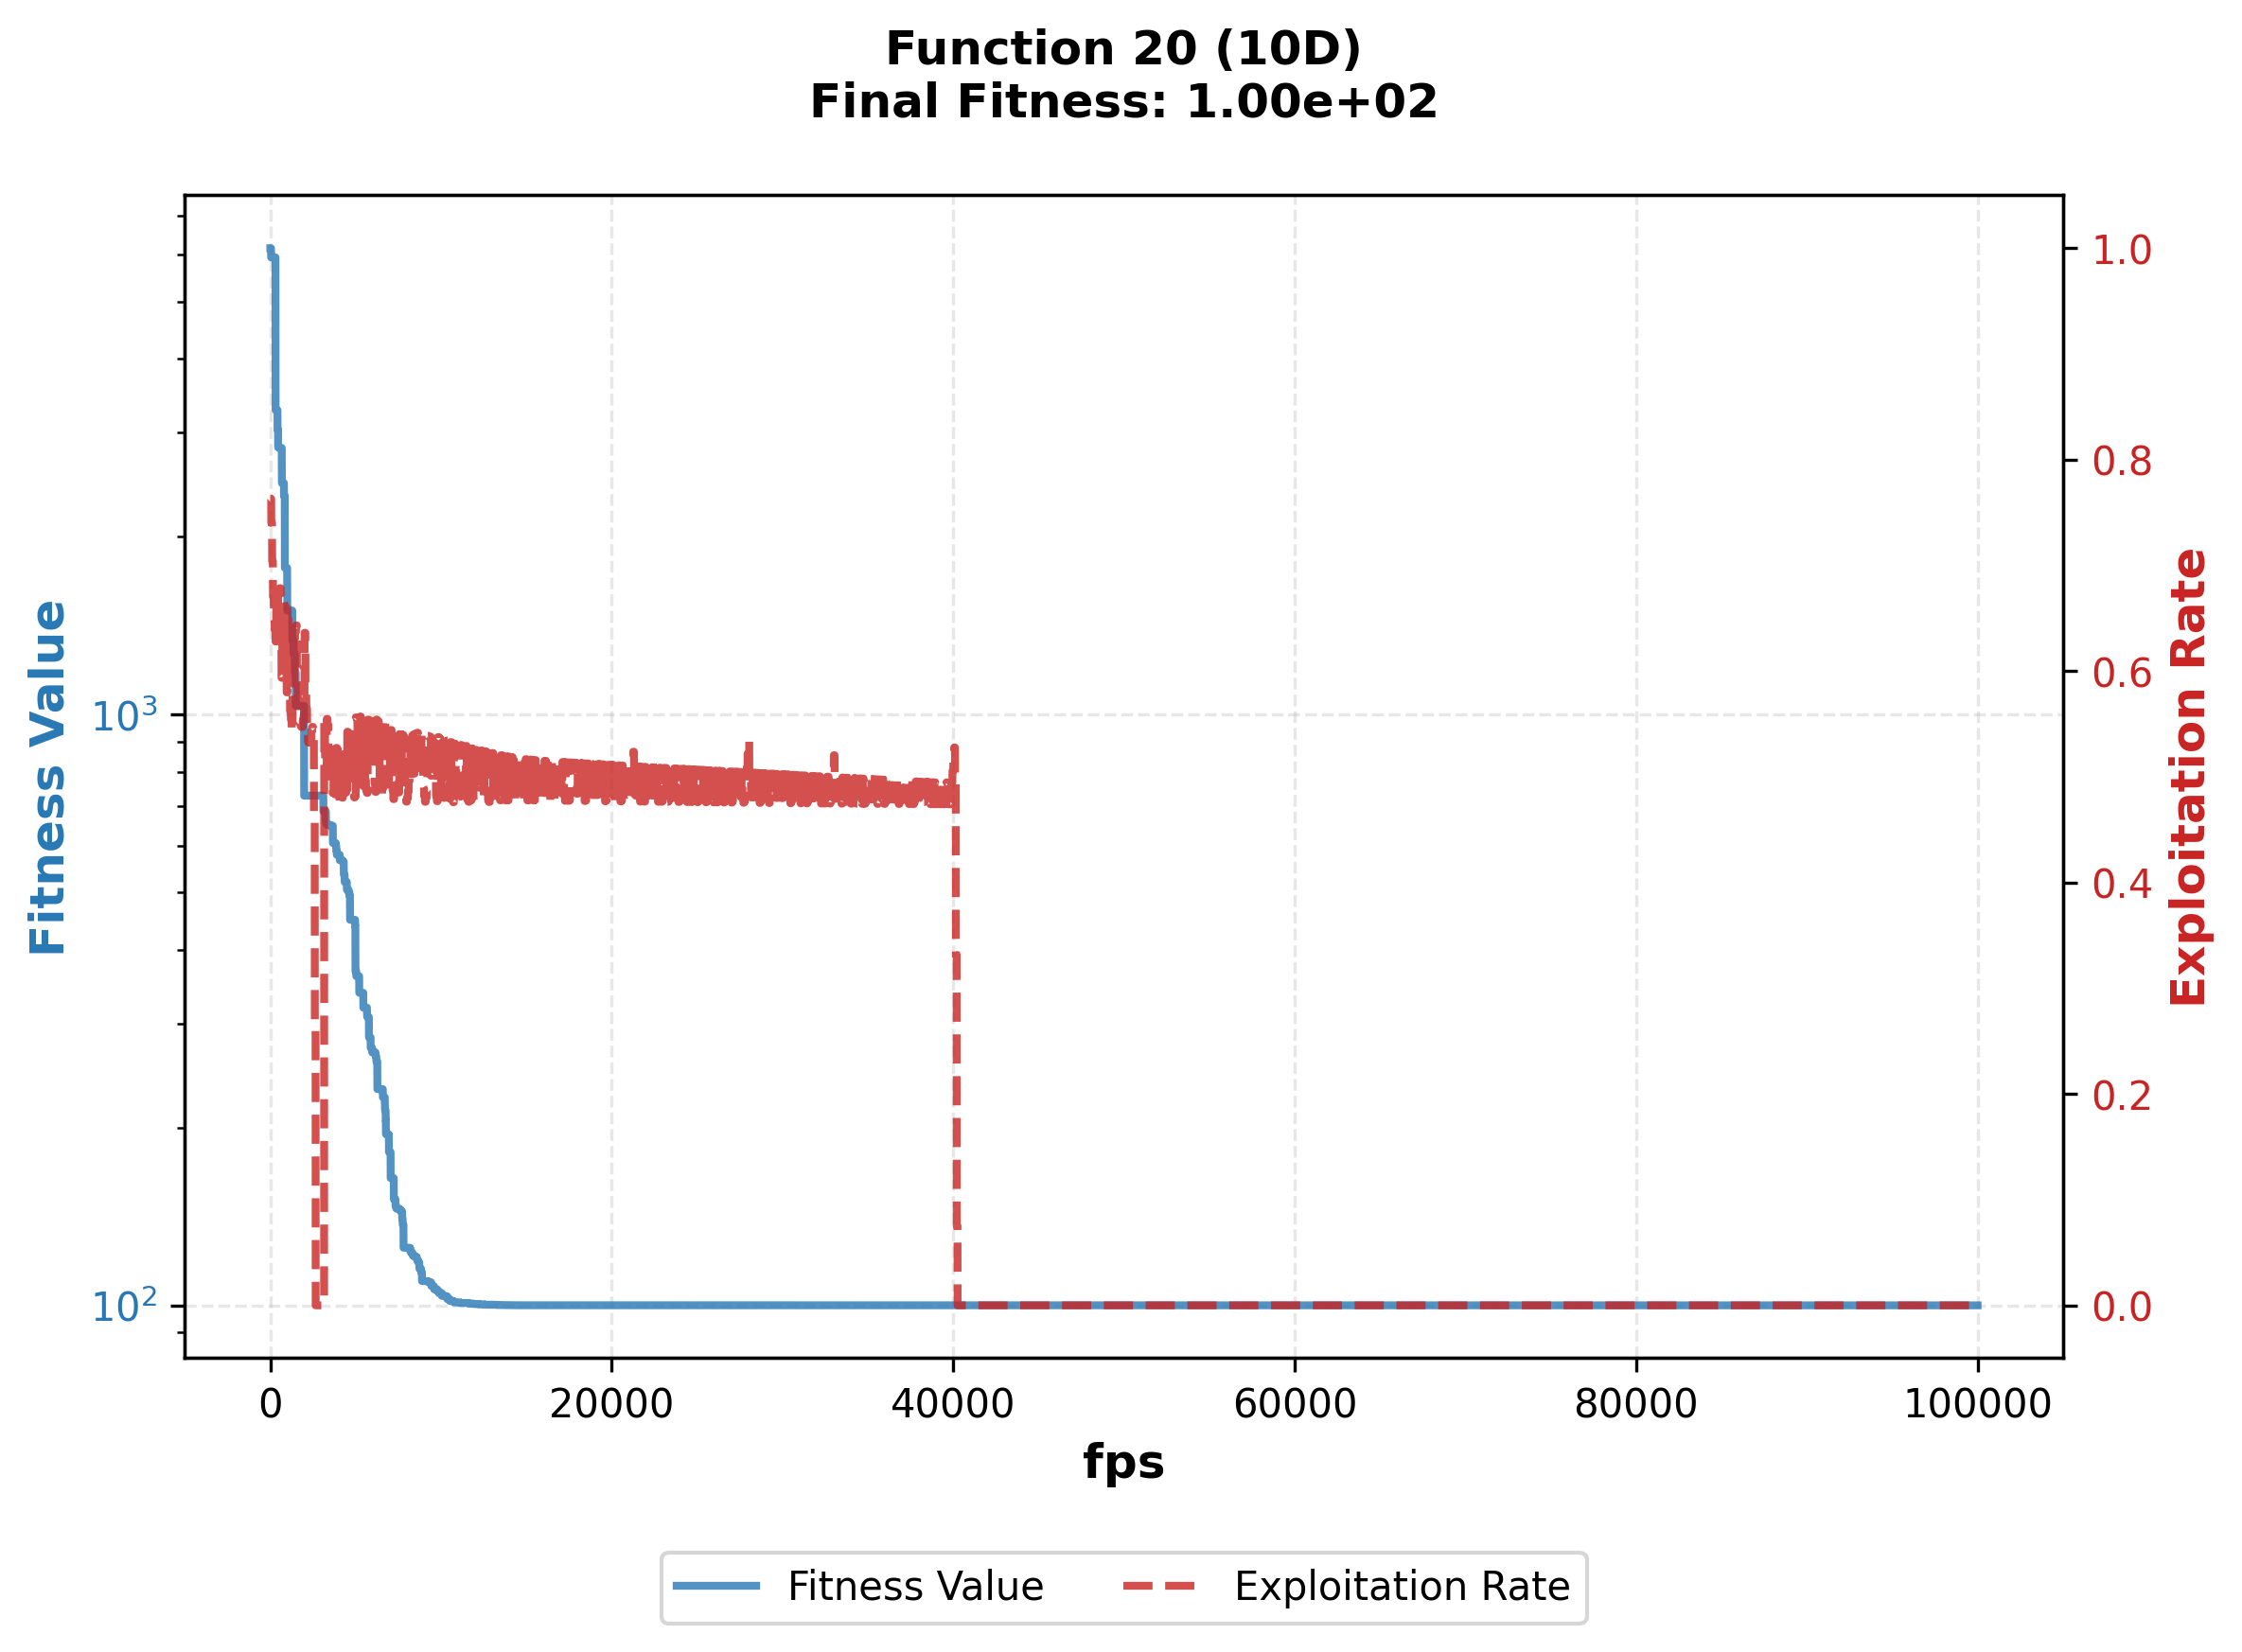 Function 20 (10D)
Final Fitness: 1.00e+02
Fitness Value
10³
10²
1.0
0.8
0.6
0.4
0.2
0.0
Exploitation Rate
0 20000 40000 60000 80000 100000
fps
Fitness Value Exploitation Rate